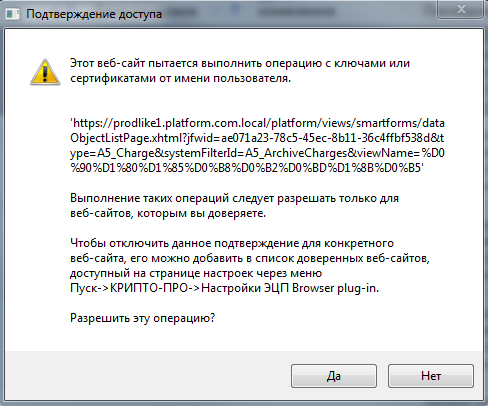 Подтверждение доступа
Этот веб-сайт пытается выполнить операцию с ключами или
сертификатами от имени пользователя.
'https://prodlike1.platform.com.local/platform/views/smartforms/data
ObjectListPage.xhtml?jfwid=ae071a23-78c5-45ec-8b11-36c4ffbf538d&t
ype=A5_Charge&systemFilterId=A5_ArchiveCharges&viewName=%D0
%90%D1%80%D1%85%D0%B8%D0%B2%D0%BD%D1%8B%D0%B5'
Выполнение таких операций следует разрешать только для
веб-сайтов, которым вы доверяете.
Чтобы отключить данное подтверждение для конкретного
веб-сайта, его можно добавить в список доверенных веб-сайтов,
доступный на странице настроек через меню
Пуск->КРИПТО-ПРО->Настройки ЭЦП Browser plug-in.
Разрешить эту операцию?
Да Нет